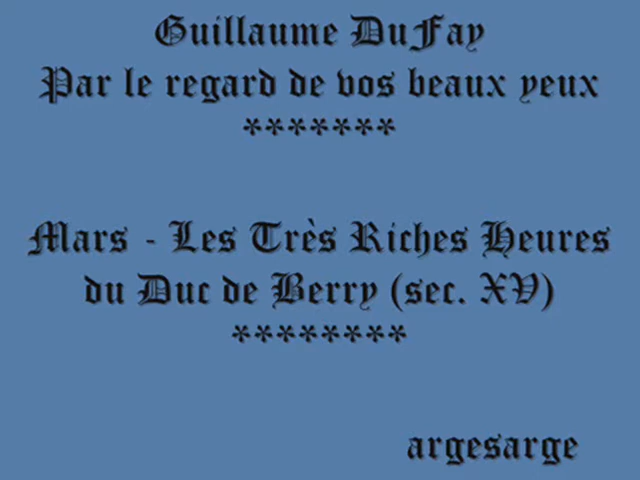 Guillaume DuFay
Par le regard de vos beaux yeux
*******
Mars - Les Très Riches Heures
du Duc de Berry (sec. XV)
********
argesarge